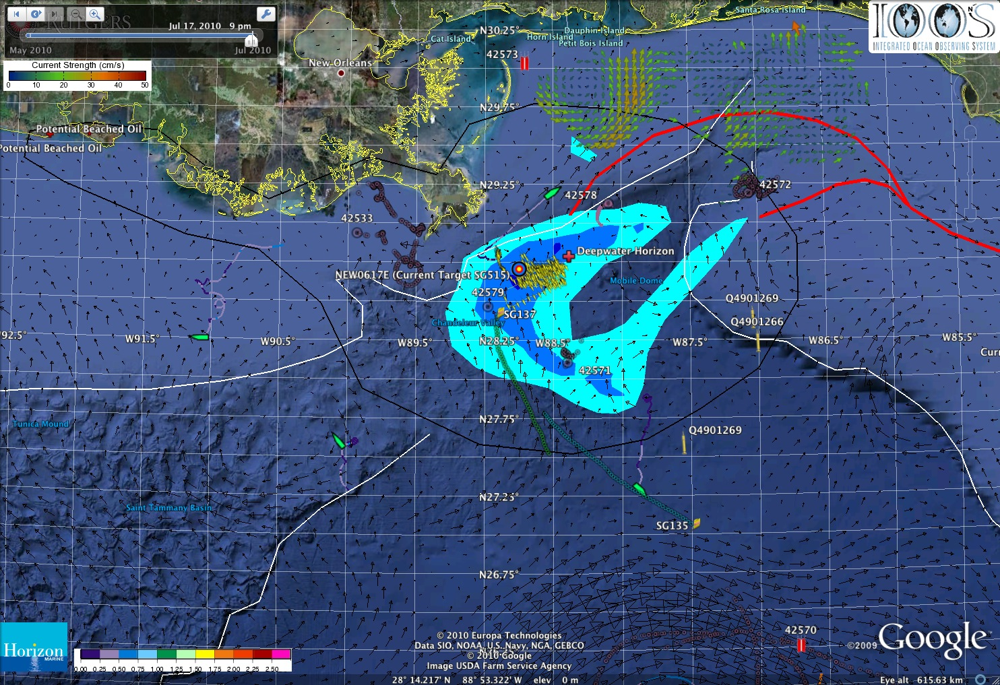 RUTGERS
Jul 17, 2010 9 pm
May 2010
Jul 2010
Current Strength (cm/s)
0 10 20 30 40 50
IOOS
N
INTEGRATED OCEAN OBSERVING SYSTEM
Santa Rosa Island
N30.25°
Dauphin Island
Cat Island
Horn Island
Petit Bois Island
42573
New Orleans
N29.75°
Potential Beached Oil
Potential Beached Oil
N29.25°
42572
42578
42533
Deepwater Horizon
NEW0617E (Current Target SG515)
Mobile Dome
42579
Q4901269
SG137
Chandeleur Valley
Q4901266
W92.5°
W91.5°
W90.5°
W89.5°
N28.25°
W88.5°
W87.5°
W86.5°
W85.5°
Curr
42571
N27.75°
Tunica Mound
Q4901269
N27.25°
Saint Tammany Basin
SG135
N26.75°
42570
© 2010 Europa Technologies
Data SIO, NOAA, U.S. Navy, NGA, GEBCO
© 2010 Google
Image USDA Farm Service Agency
©2009
Google
Horizon
MARINE
0.00 0.25 0.50 0.75 1.00 1.25 1.50 1.75 2.00 2.25 2.50
28° 14.217' N 88° 53.322' W elev 0 m
Eye alt 615.63 km